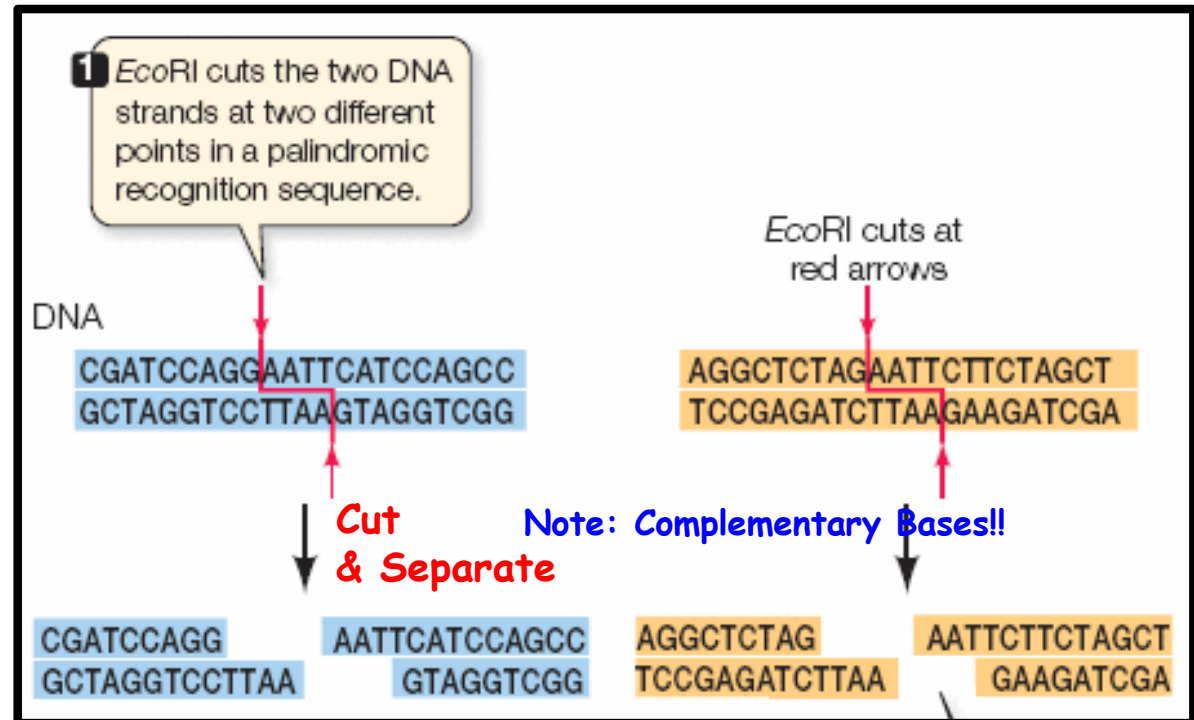 1 EcoRI cuts the two DNA
strands at two different
points in a palindromic
recognition sequence.
EcoRI cuts at
red arrows
DNA
CGATCCAGGAATTCATCCAGCC
GCTAGGTCCTTAAGTAGGTCGG
AGGCTCTAGAATTCTTCTAGCT
TCCGAGATCTTAAGAAGATCGA
Cut
& Separate
Note: Complementary Bases!!
CGATCCAGG
GCTAGGTCCTTAA
AATTCATCCAGCC
GTAGGTCGG
AGGCTCTAG
TCCGAGATCTTAA
AATTCTTCTAGCT
GAAGATCGA